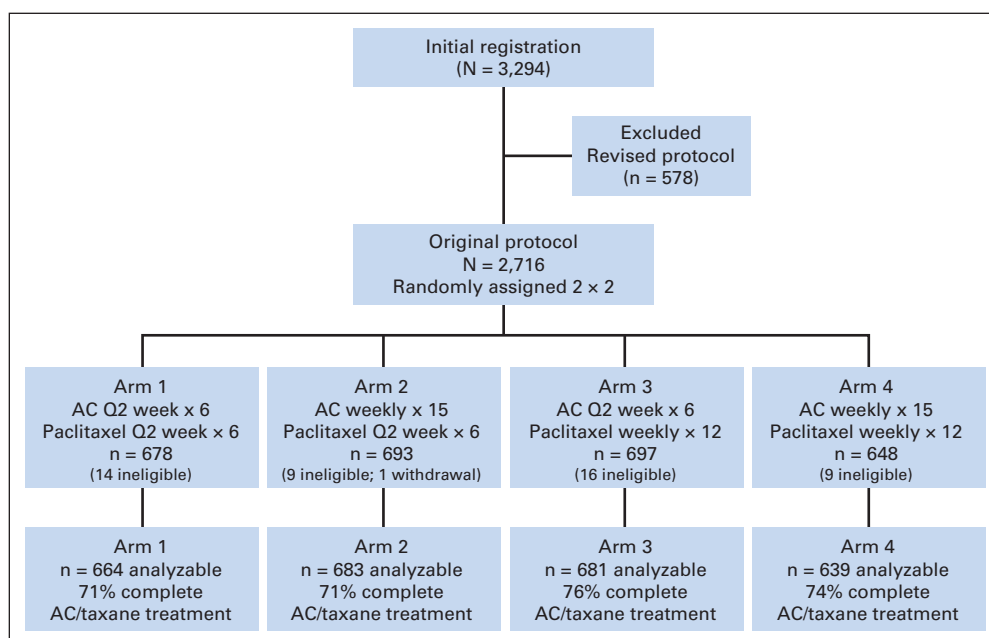 Initial registration
(N = 3,294)
Excluded
Revised protocol
(n = 578)
Original protocol
N = 2,716
Randomly assigned 2 × 2
Arm 1
AC Q2 week x 6
Paclitaxel Q2 week × 6
n = 678
(14 ineligible)
Arm 2
AC weekly x 15
Paclitaxel Q2 week × 6
n = 693
(9 ineligible; 1 withdrawal)
Arm 3
AC Q2 week x 6
Paclitaxel weekly × 12
n = 697
(16 ineligible)
Arm 4
AC weekly x 15
Paclitaxel weekly × 12
n = 648
(9 ineligible)
Arm 1
n = 664 analyzable
71% complete
AC/taxane treatment
Arm 2
n = 683 analyzable
71% complete
AC/taxane treatment
Arm 3
n = 681 analyzable
76% complete
AC/taxane treatment
Arm 4
n = 639 analyzable
74% complete
AC/taxane treatment